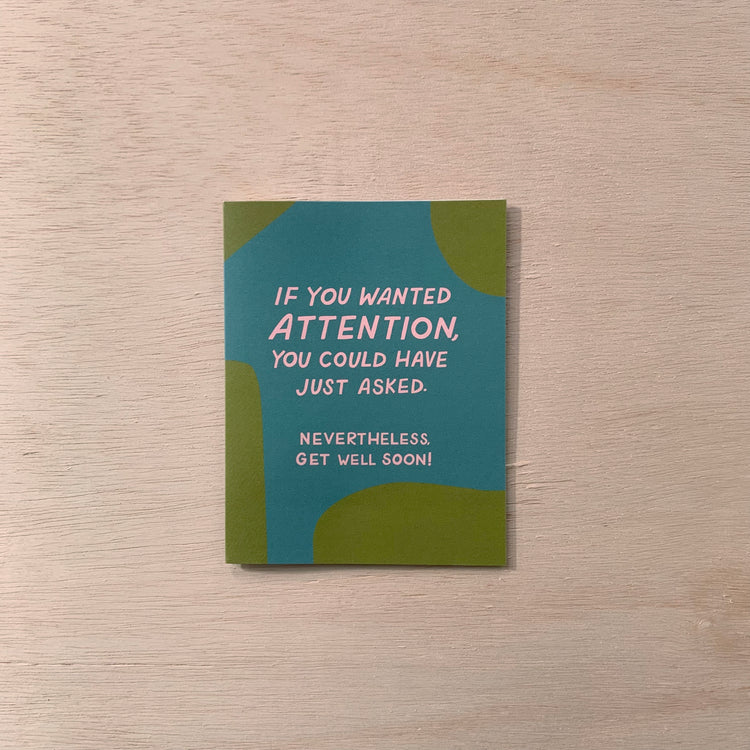 IF YOU WANTED
ATTENTION,
YOU COULD HAVE
JUST ASKED.
NEVERTHELESS,
GET WELL SOON!